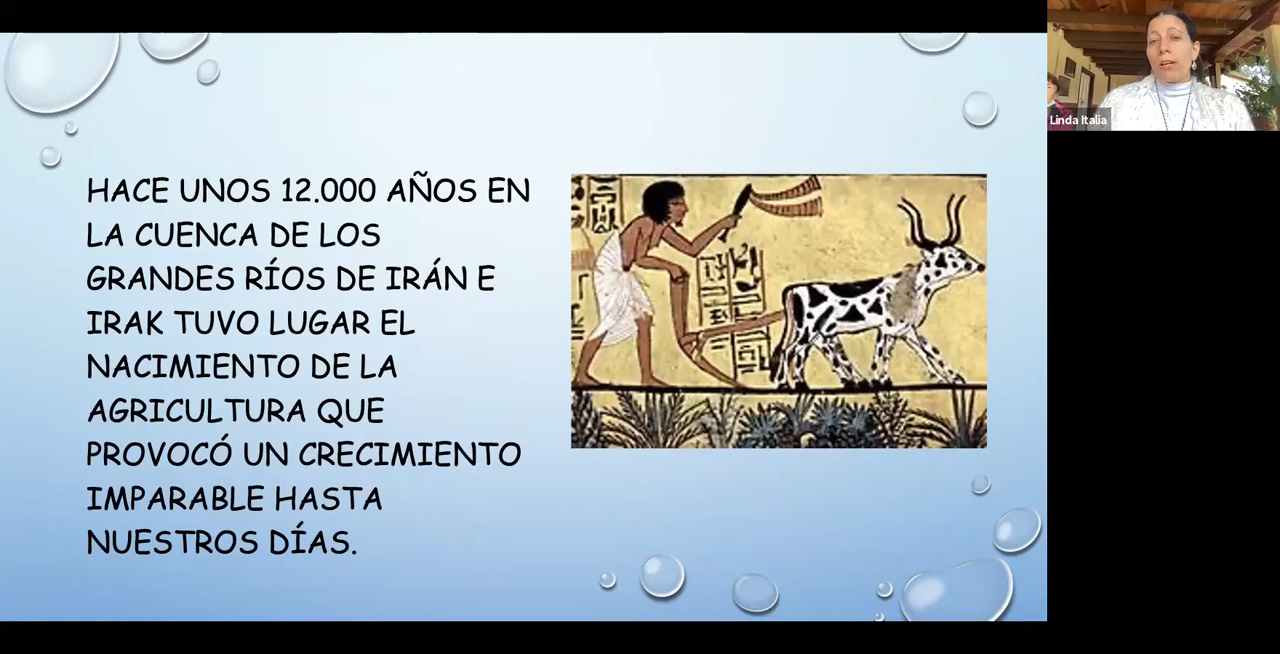 HACE UNOS 12.000 AÑOS EN
LA CUENCA DE LOS
GRANDES RÍOS DE IRÁN E
IRAK TUVO LUGAR EL
NACIMIENTO DE LA
AGRICULTURA QUE
PROVOCÓ UN CRECIMIENTO
IMPARABLE HASTA
NUESTROS DÍAS.
Linda Italia